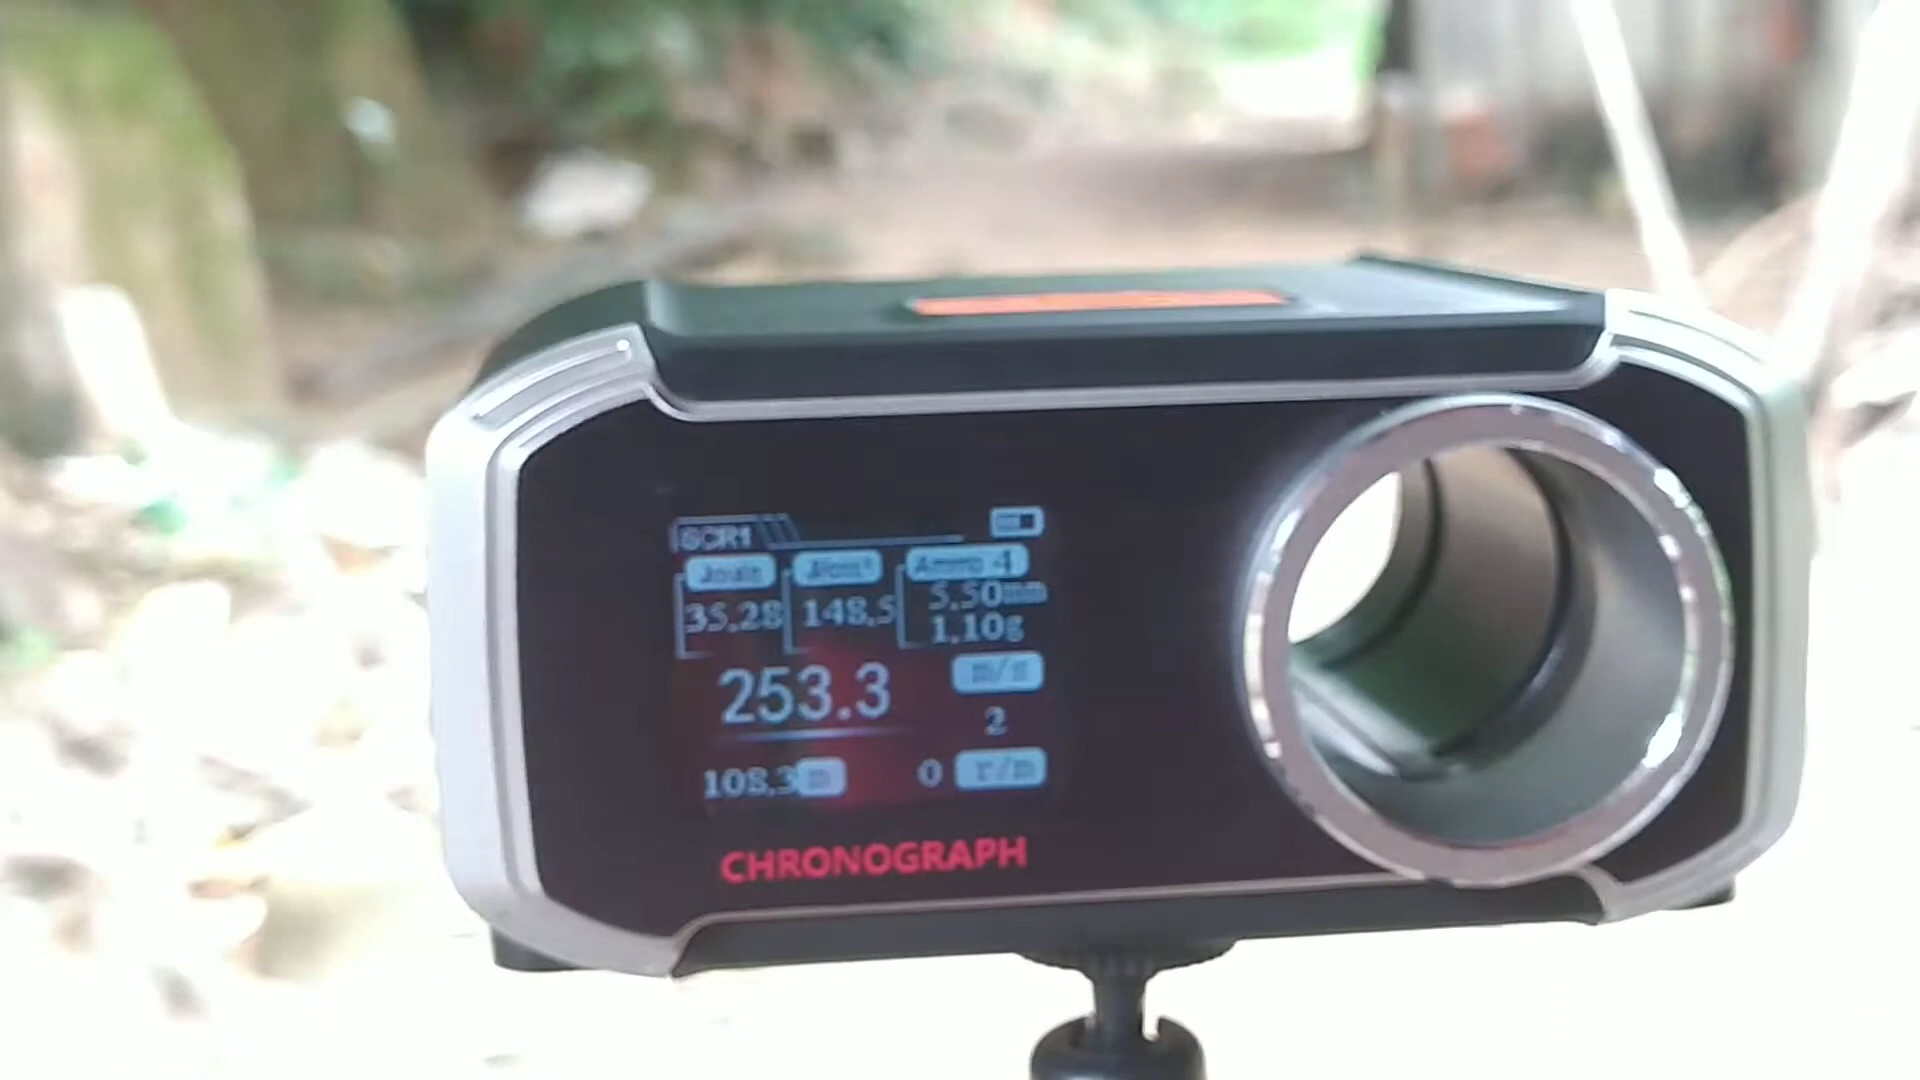 SCR1
Joule J/cm² Ammo 4
35.28 148.5 5.50mm
1.10g
253.3 m/s
2
108.3 m 0 r/m
CHRONOGRAPH